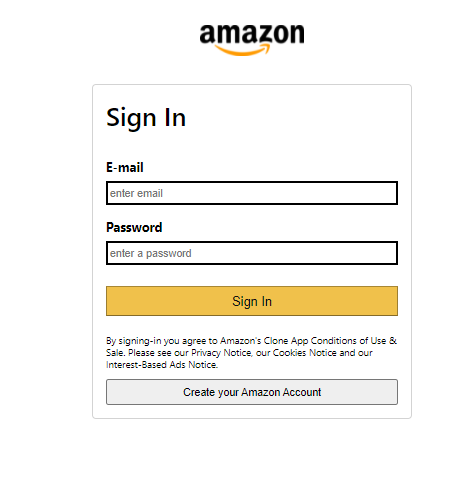 amazon
Sign In
E-mail
enter email
Password
enter a password
Sign In
By signing-in you agree to Amazon's Clone App Conditions of Use &
Sale. Please see our Privacy Notice, our Cookies Notice and our
Interest-Based Ads Notice.
Create your Amazon Account